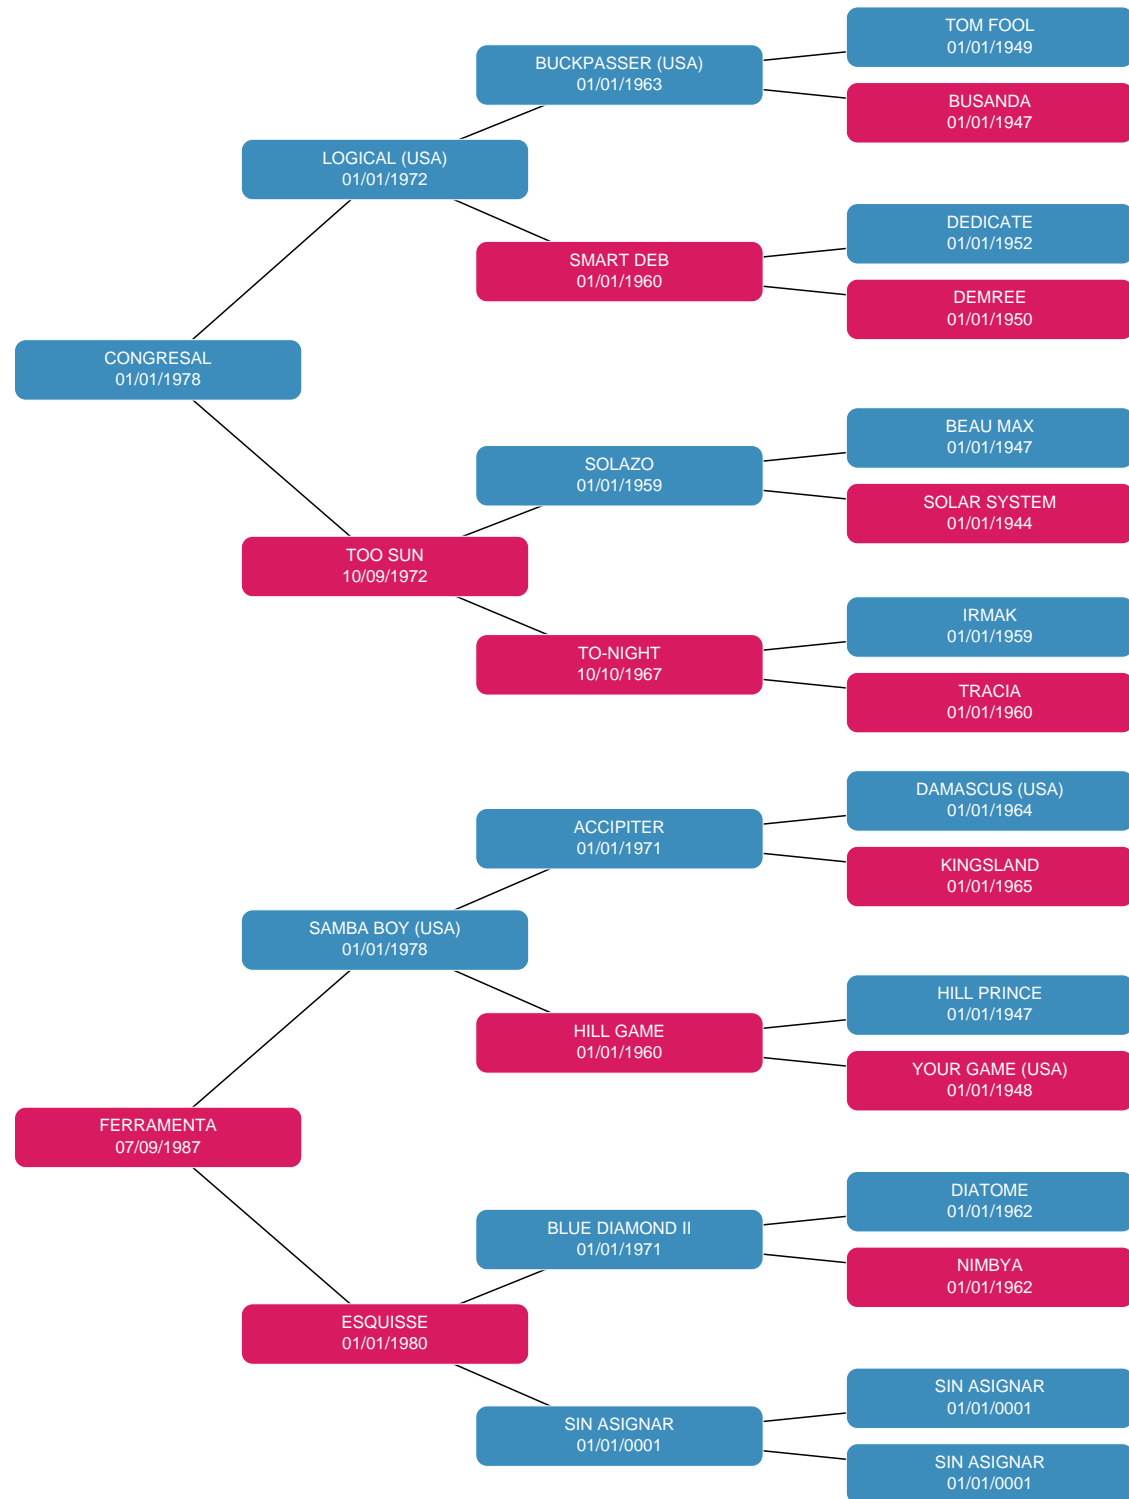 TOM FOOL
01/01/1949
BUCKPASSER (USA)
01/01/1963
BUSANDA
01/01/1947
LOGICAL (USA)
01/01/1972
DEDICATE
01/01/1952
SMART DEB
01/01/1960
DEMREE
01/01/1950
CONGRESAL
01/01/1978
BEAU MAX
01/01/1947
SOLAZO
01/01/1959
SOLAR SYSTEM
01/01/1944
TOO SUN
10/09/1972
IRMAK
01/01/1959
TO-NIGHT
10/10/1967
TRACIA
01/01/1960
DAMASCUS (USA)
01/01/1964
ACCIPITER
01/01/1971
KINGSLAND
01/01/1965
SAMBA BOY (USA)
01/01/1978
HILL PRINCE
01/01/1947
HILL GAME
01/01/1960
YOUR GAME (USA)
01/01/1948
FERRAMENTA
07/09/1987
DIATOME
01/01/1962
BLUE DIAMOND II
01/01/1971
NIMBYA
01/01/1962
ESQUISSE
01/01/1980
SIN ASIGNAR
01/01/0001
SIN ASIGNAR
01/01/0001
SIN ASIGNAR
01/01/0001